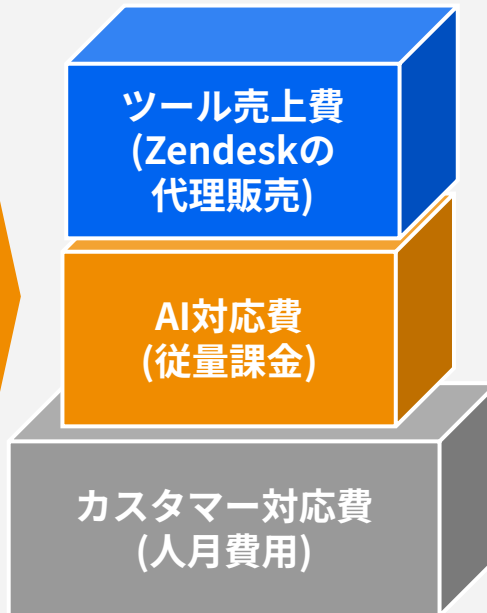 ツール売上費
(Zendeskの
代理販売)
AI対応費
(従量課金)
カスタマー対応費
(人月費用)